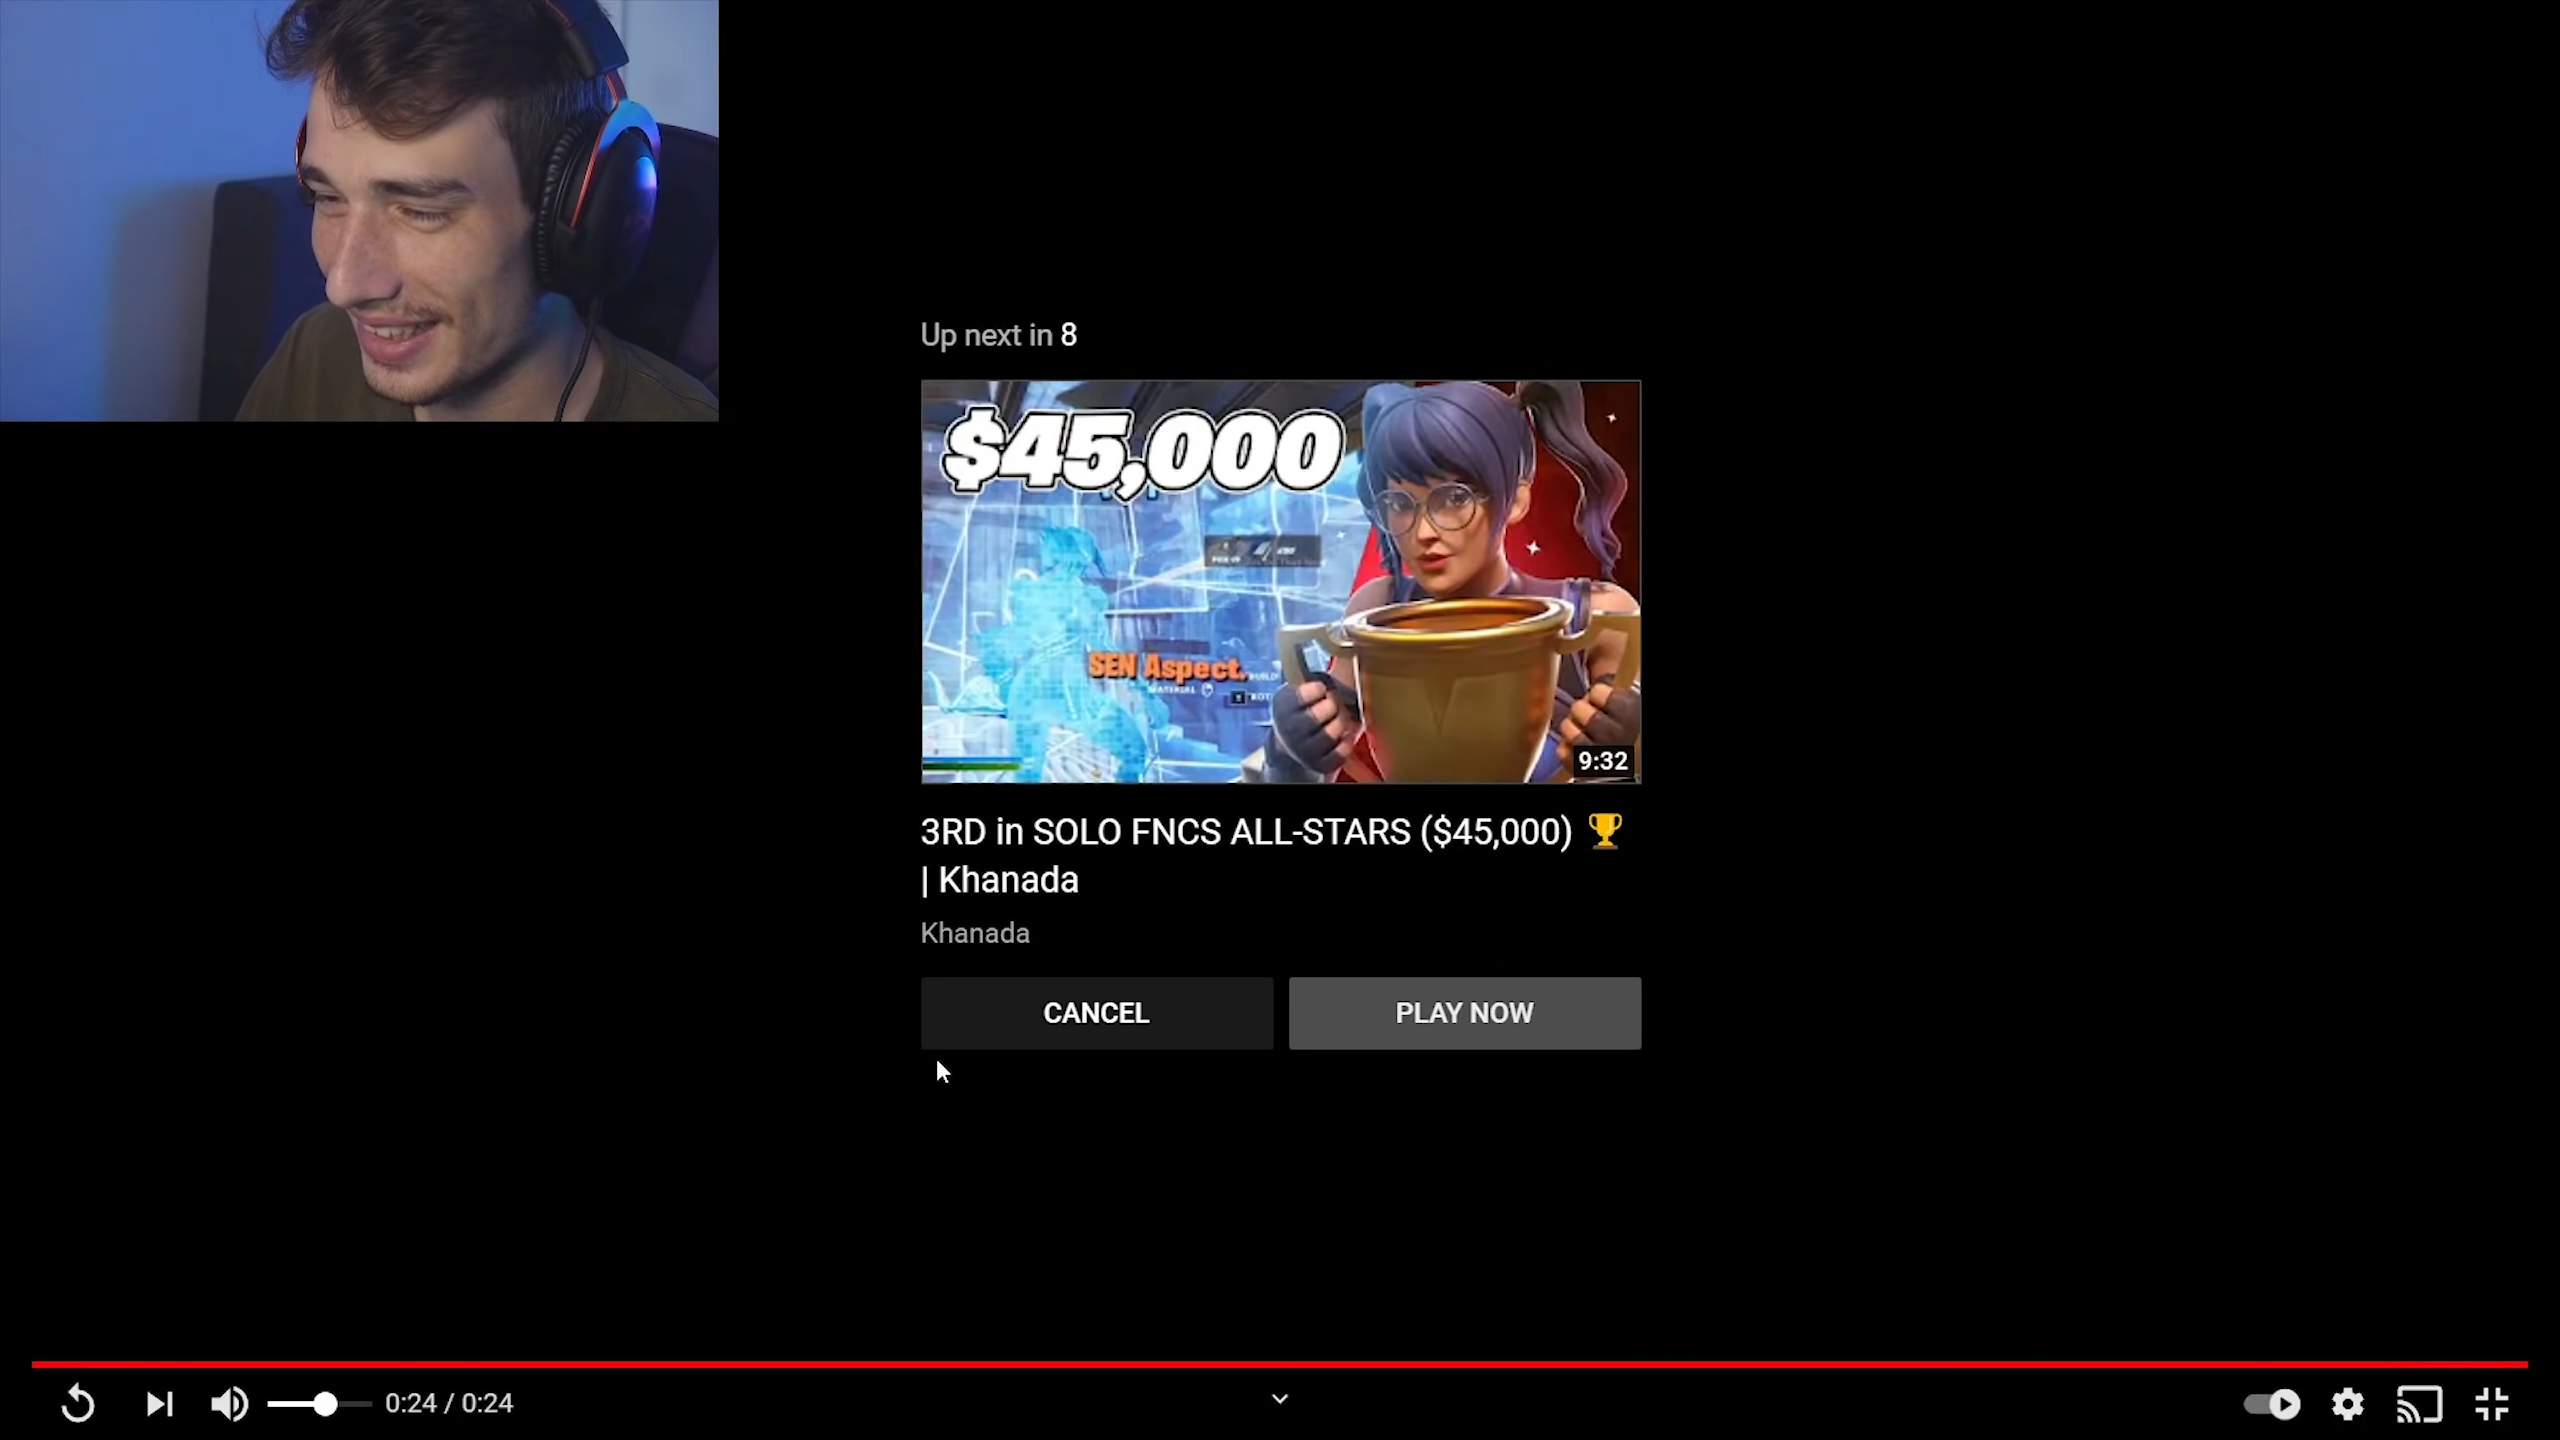 Up next in 8
$45,000
SEN Aspect.
MATERIAL
9:32
3RD in SOLO FNCS ALL-STARS ($45,000) 🏆
| Khanada
Khanada
CANCEL
PLAY NOW
0:24 / 0:24